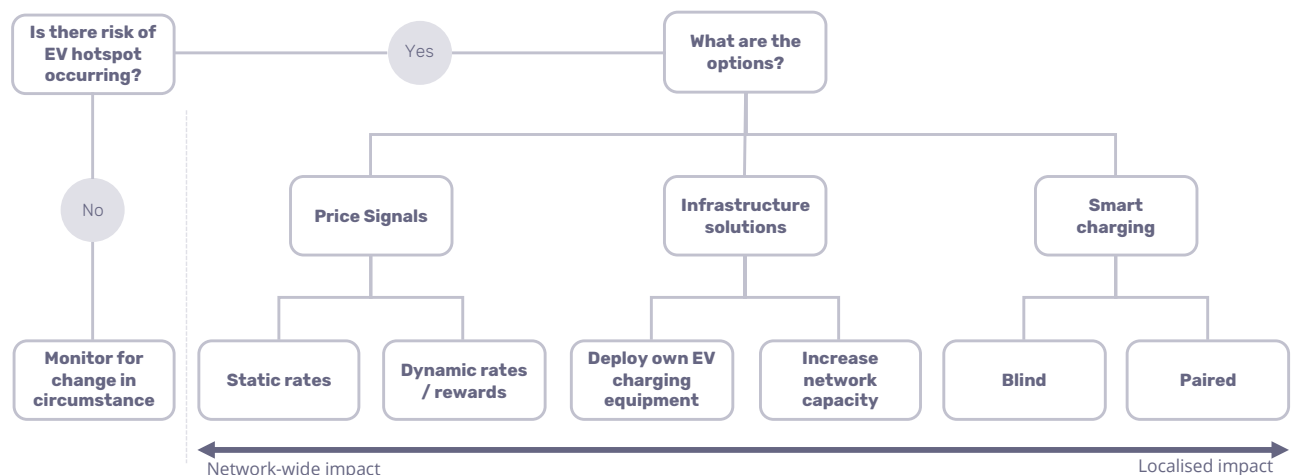 Is there risk of
EV hotspot
occurring?
Yes
What are the
options?
No
Price Signals
Infrastructure
solutions
Smart
charging
Monitor for
change in
circumstance
Static rates
Dynamic rates
/ rewards
Deploy own EV
charging
equipment
Increase
network
capacity
Blind
Paired
Network-wide impact
Localised impact